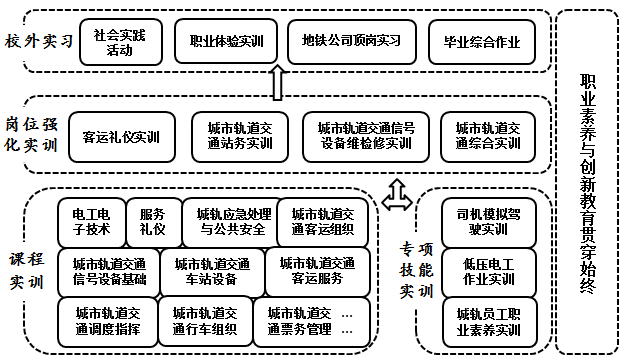 校外实习
社会实践
活动
职业体验实训
地铁公司顶岗实习
毕业综合作业
岗位强
化实训
客运礼仪实训
城市轨道交
通站务实训
城市轨道交通信号
设备维检修实训
城市轨道交
通综合实训
课程
实训
电工电
子技术
服务
礼仪
城轨应急处理
与公共安全
城市轨道交
通客运组织
城市轨道交通
信号设备基础
城市轨道交通
车站设备
城市轨道交通
客运服务
城市轨道交
通调度指挥
城市轨道交
通行车组织
城市轨道交 …
通票务管理 …
专项
技能
实训
司机模拟驾
驶实训
低压电工
作业实训
城轨员工职
业素养实训
职业素养与创新教育贯穿始终